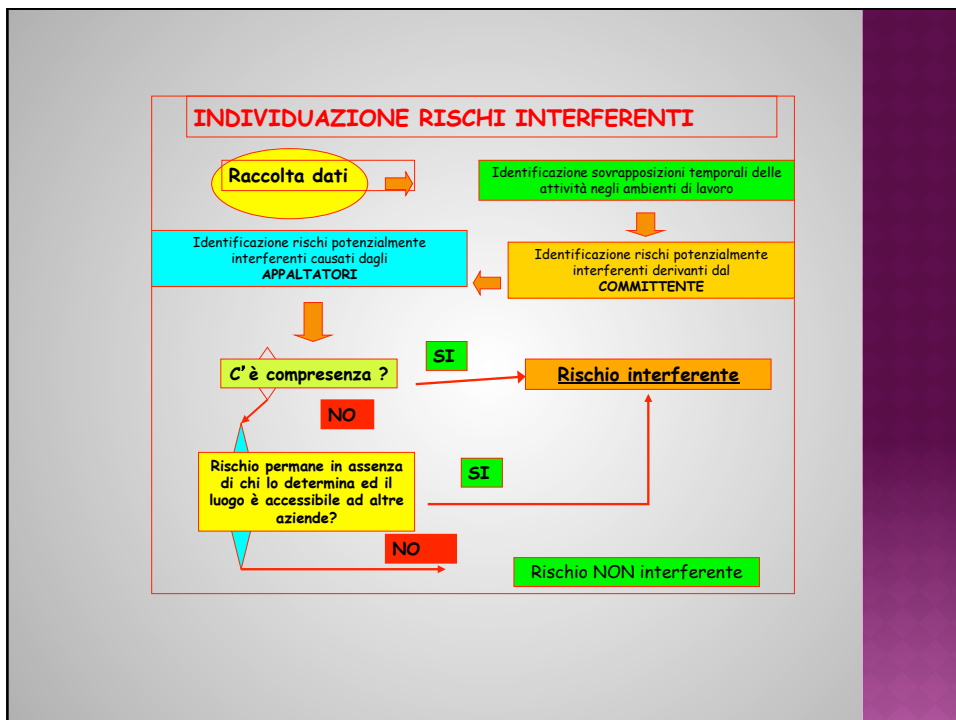 INDIVIDUAZIONE RISCHI INTERFERENTI
Raccolta dati
Identificazione sovrapposizioni temporali delle
attività negli ambienti di lavoro
Identificazione rischi potenzialmente
interferenti derivanti dal
COMMITTENTE
Identificazione rischi potenzialmente
interferenti causati dagli
APPALTATORI
C'è compresenza ?
SI
Rischio interferente
NO
Rischio permane in assenza
di chi lo determina ed il
luogo è accessibile ad altre
aziende?
SI
NO
Rischio NON interferente